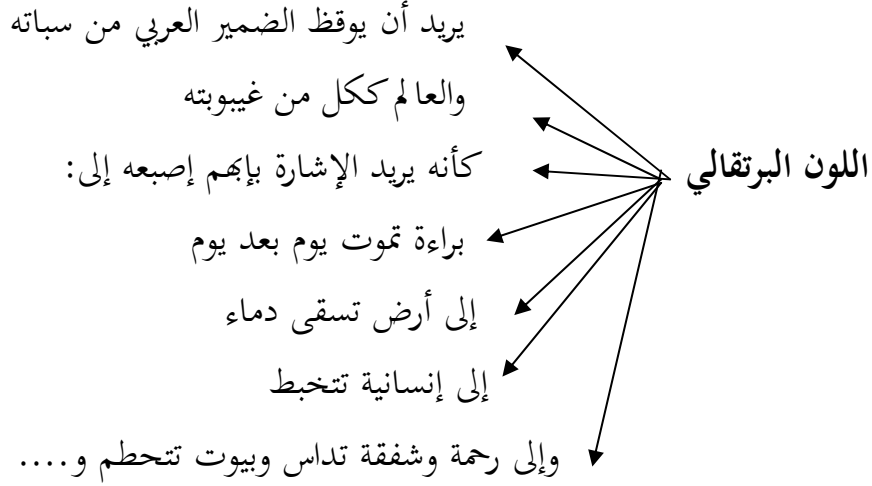 يريد أن يوقظ الضمير العربي من سباته
والعالم ككل من غيبوبته
اللون البرتقالي
كأنه يريد الإشارة بإبهم إصبعه إلى:
براءة تموت يوم بعد يوم
إلى أرض تسقى دماء
إلى إنسانية تتخبط
وإلى رحمة وشفقة تداس وبيوت تتحطم و....